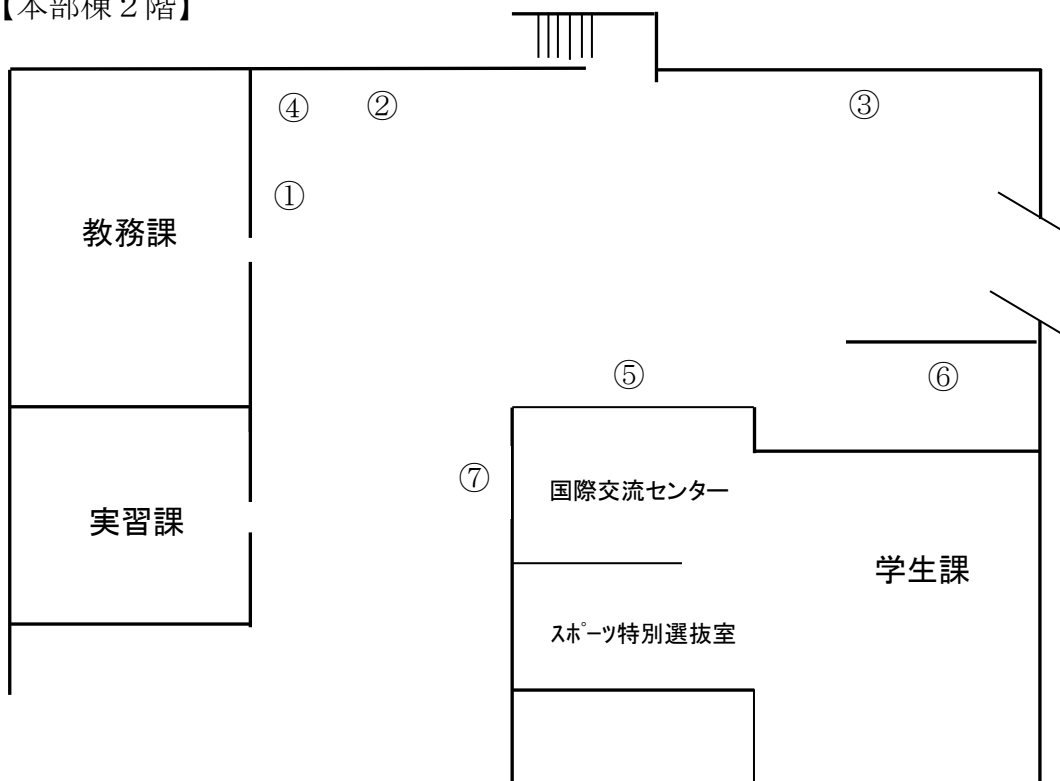 【本部棟２階】
④
②
③
①
教務課
⑤
⑥
⑦
国際交流センター
実習課
学生課
スポーツ特別選抜室